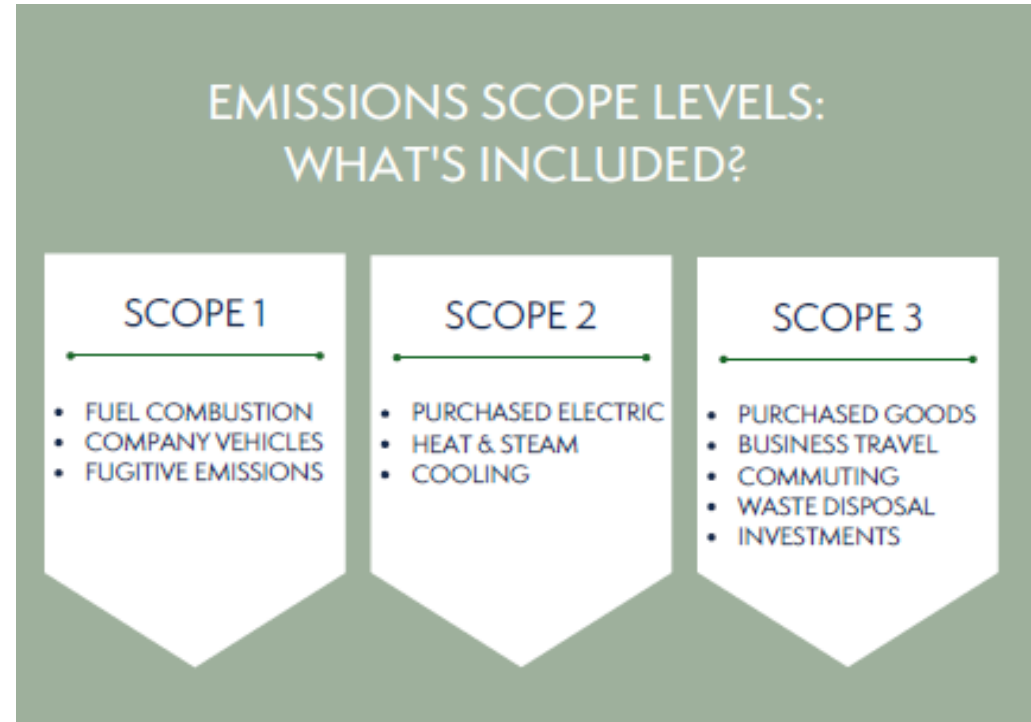 EMISSIONS SCOPE LEVELS:
WHAT'S INCLUDED?
SCOPE 1
• FUEL COMBUSTION
• COMPANY VEHICLES
• FUGITIVE EMISSIONS
SCOPE 2
• PURCHASED ELECTRIC
• HEAT & STEAM
• COOLING
SCOPE 3
• PURCHASED GOODS
• BUSINESS TRAVEL
• COMMUTING
• WASTE DISPOSAL
• INVESTMENTS